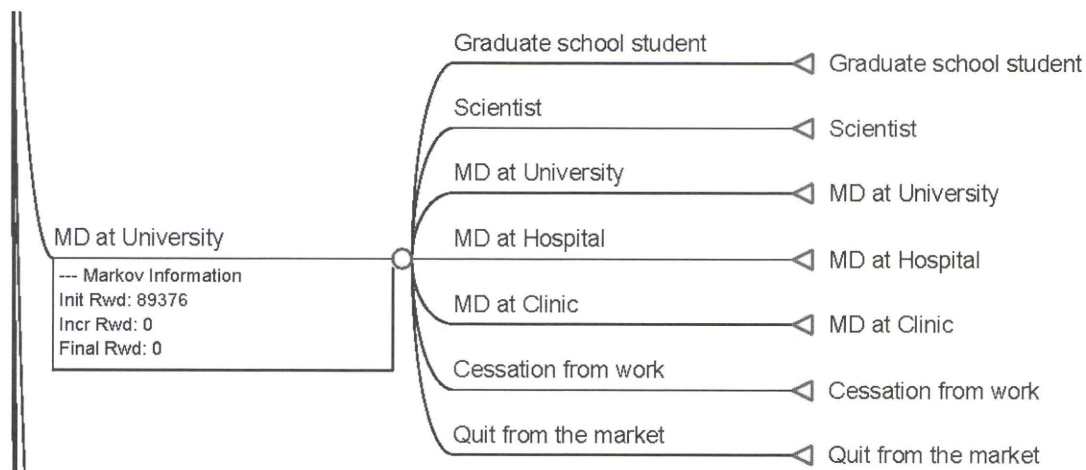 Graduate school student
Graduate school student
Scientist
Scientist
MD at University
MD at University
MD at University
--- Markov Information
Init Rwd: 89376
Incr Rwd: 0
Final Rwd: 0
MD at Hospital
MD at Hospital
MD at Clinic
MD at Clinic
Cessation from work
Cessation from work
Quit from the market
Quit from the market